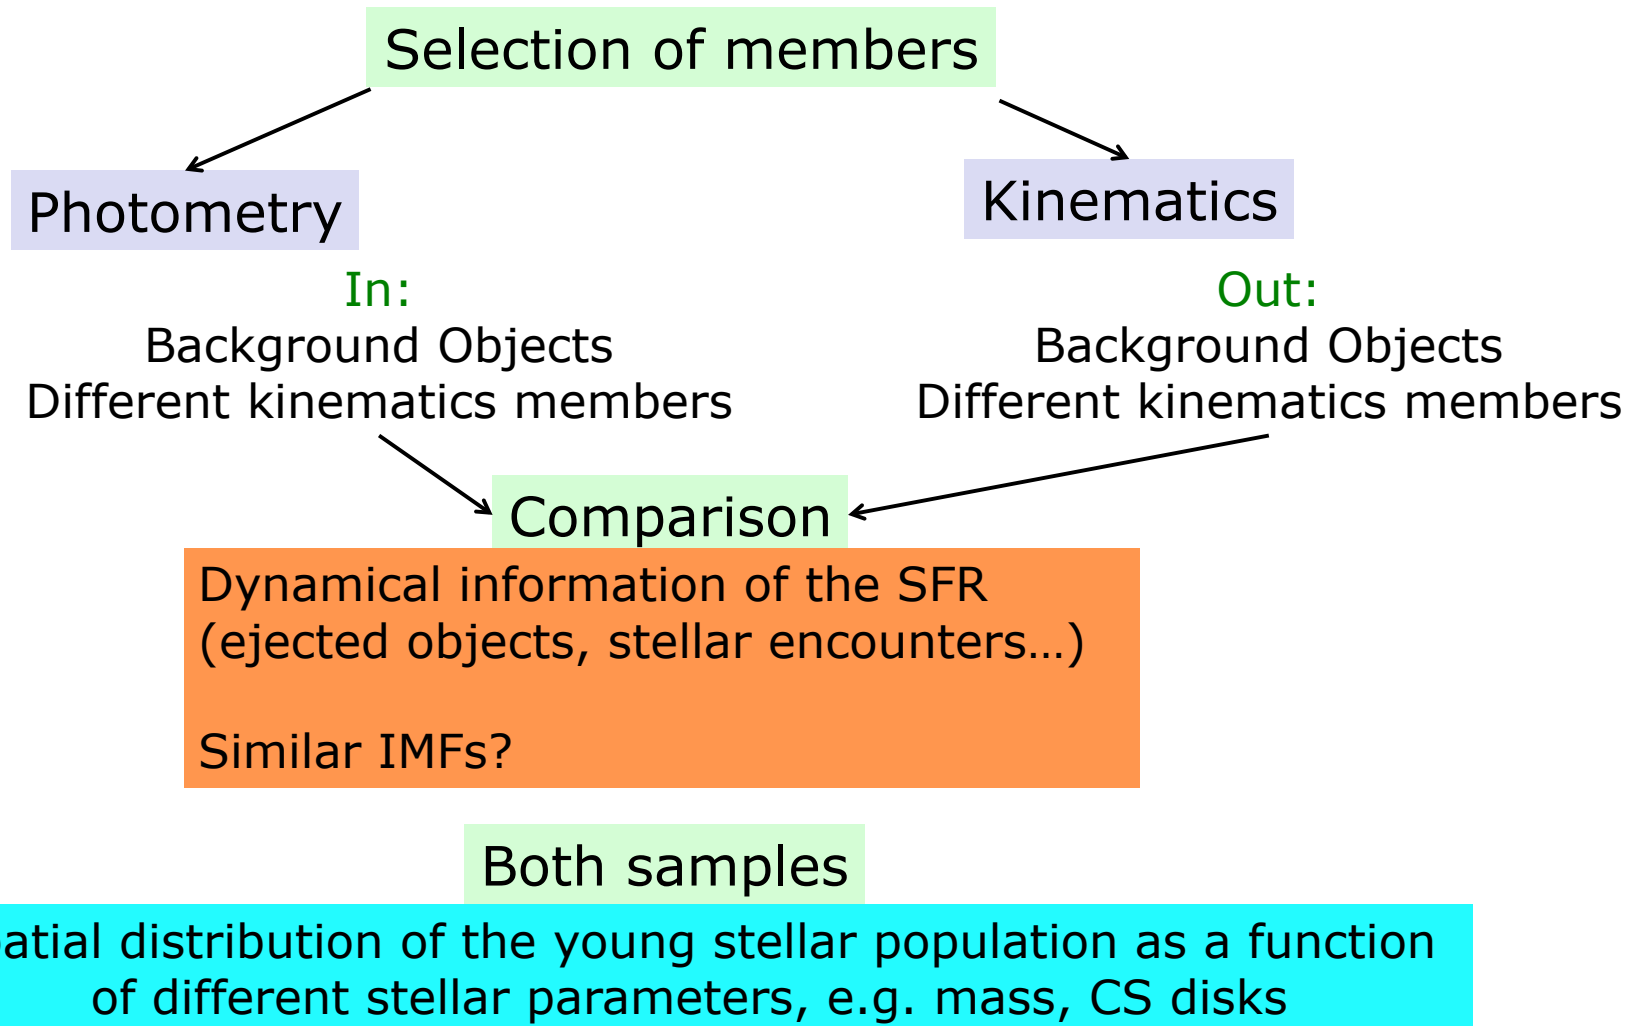 Selection of members
Photometry
Kinematics
In:
Background Objects
Different kinematics members
Out:
Background Objects
Different kinematics members
Comparison
Dynamical information of the SFR
(ejected objects, stellar encounters…)
Similar IMFs?
Both samples
atial distribution of the young stellar population as a function
of different stellar parameters, e.g. mass, CS disks